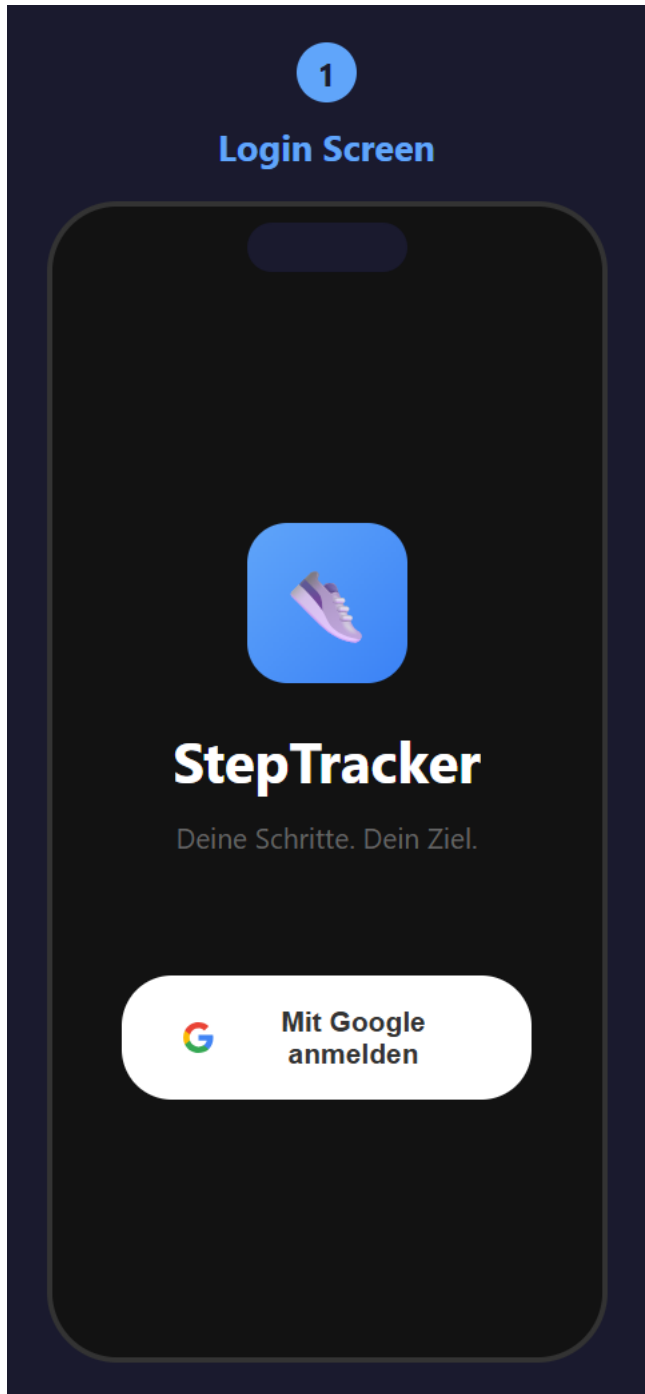 1
Login Screen
StepTracker
Deine Schritte. Dein Ziel.
Mit Google
anmelden